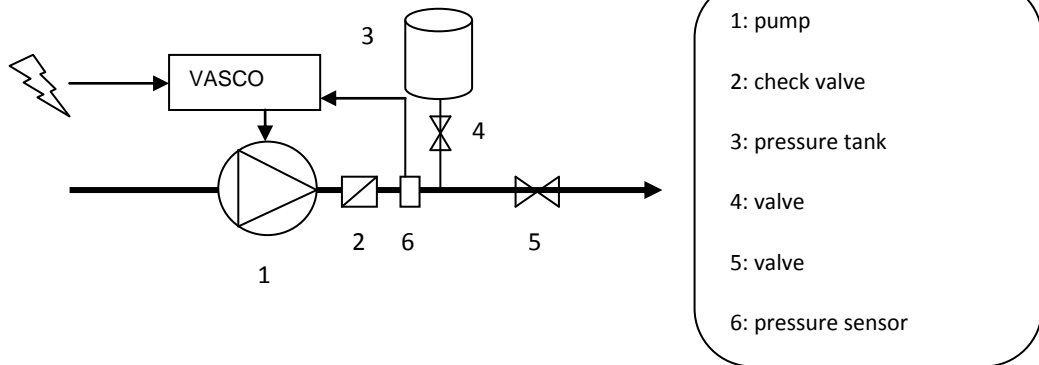 3
VASCO
4
2
6
5
1
1: pump
2: check valve
3: pressure tank
4: valve
5: valve
6: pressure sensor